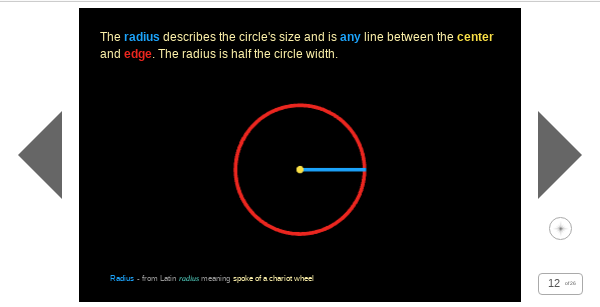 The radius describes the circle's size and is any line between the center
and edge. The radius is half the circle width.
Radius - from Latin radius meaning spoke of a chariot wheel
12 of 26